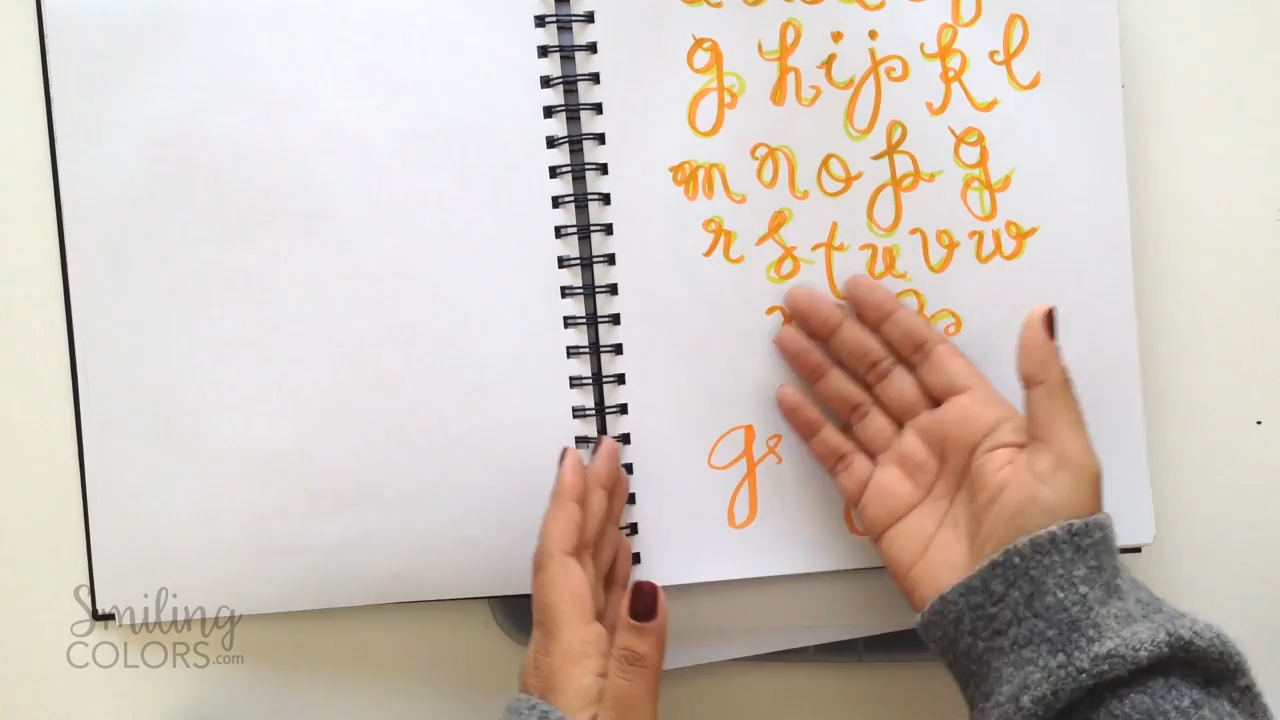 g h i j k l
m n o p q
r s t u v w
g
Smiling
COLORS.com